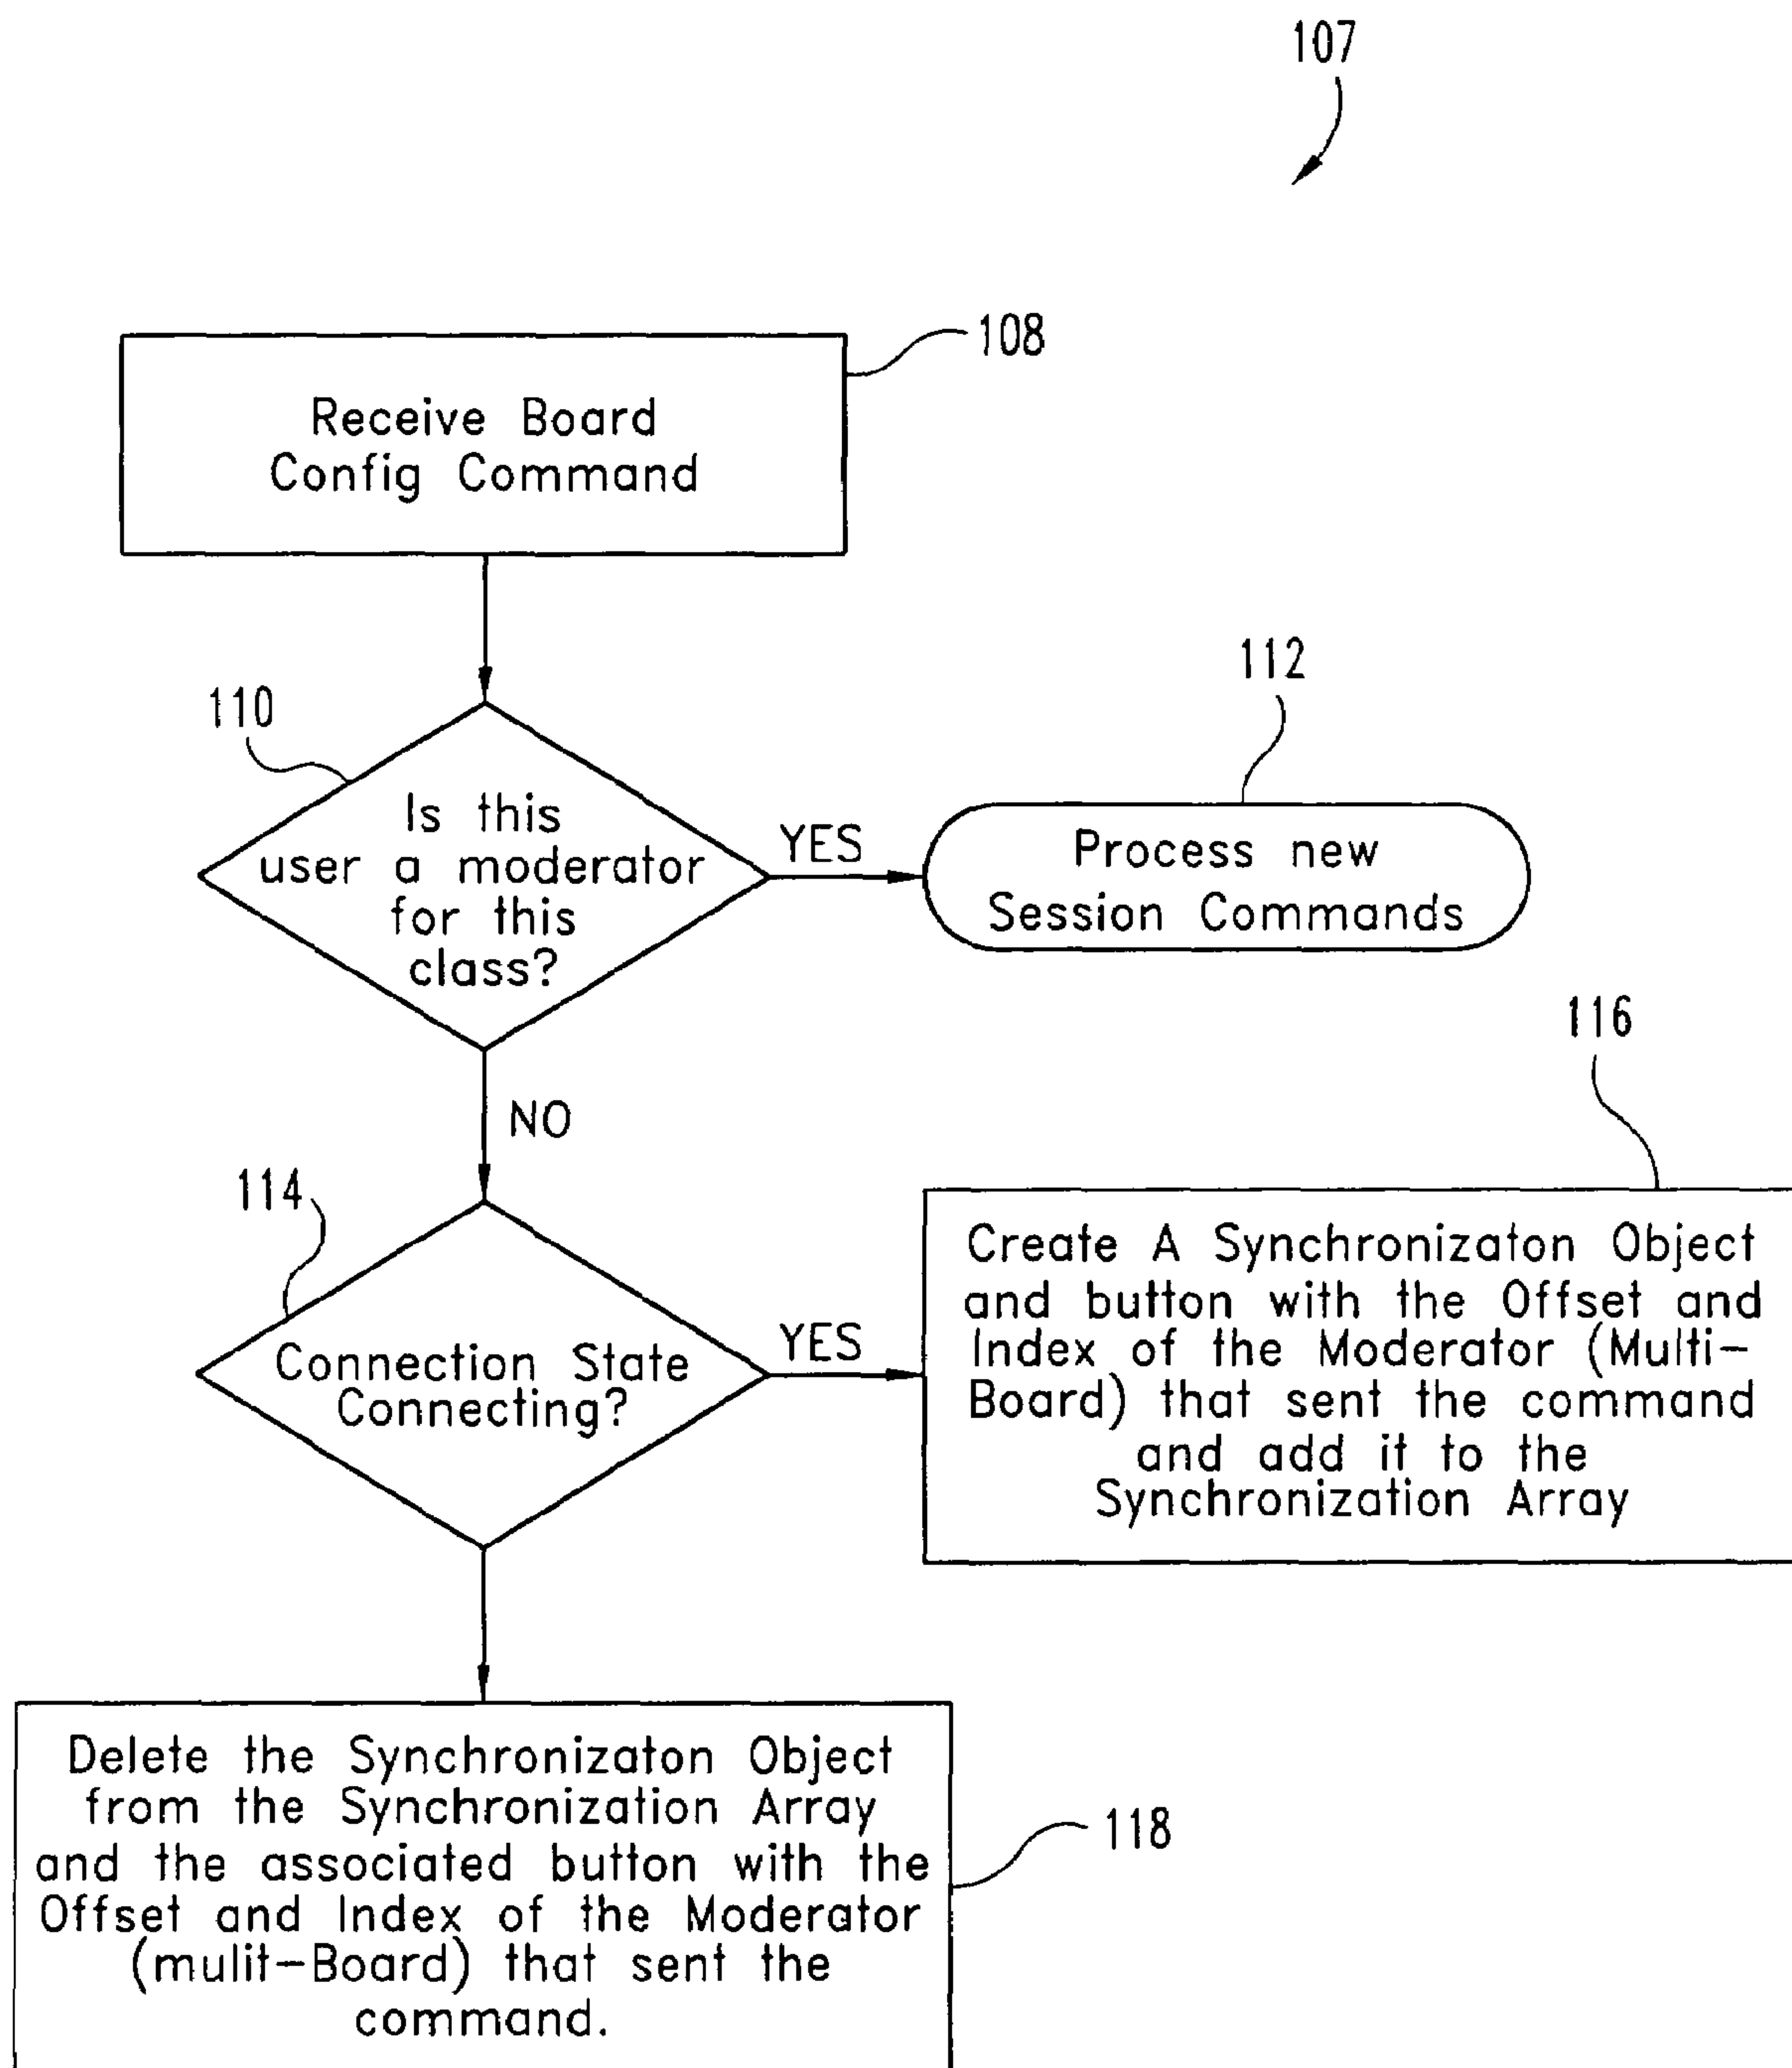 107
108
Receive Board
Config Command
110
Is this
user a moderator
for this
class?
YES
112
Process new
Session Commands
NO
114
Connection State
Connecting?
YES
116
Create A Synchronizaton Object
and button with the Offset and
Index of the Moderator (Multi-
Board) that sent the command
and add it to the
Synchronization Array
Delete the Synchronizaton Object
from the Synchronization Array
and the associated button with the
Offset and Index of the Moderator
(mulit-Board) that sent the
command.
118